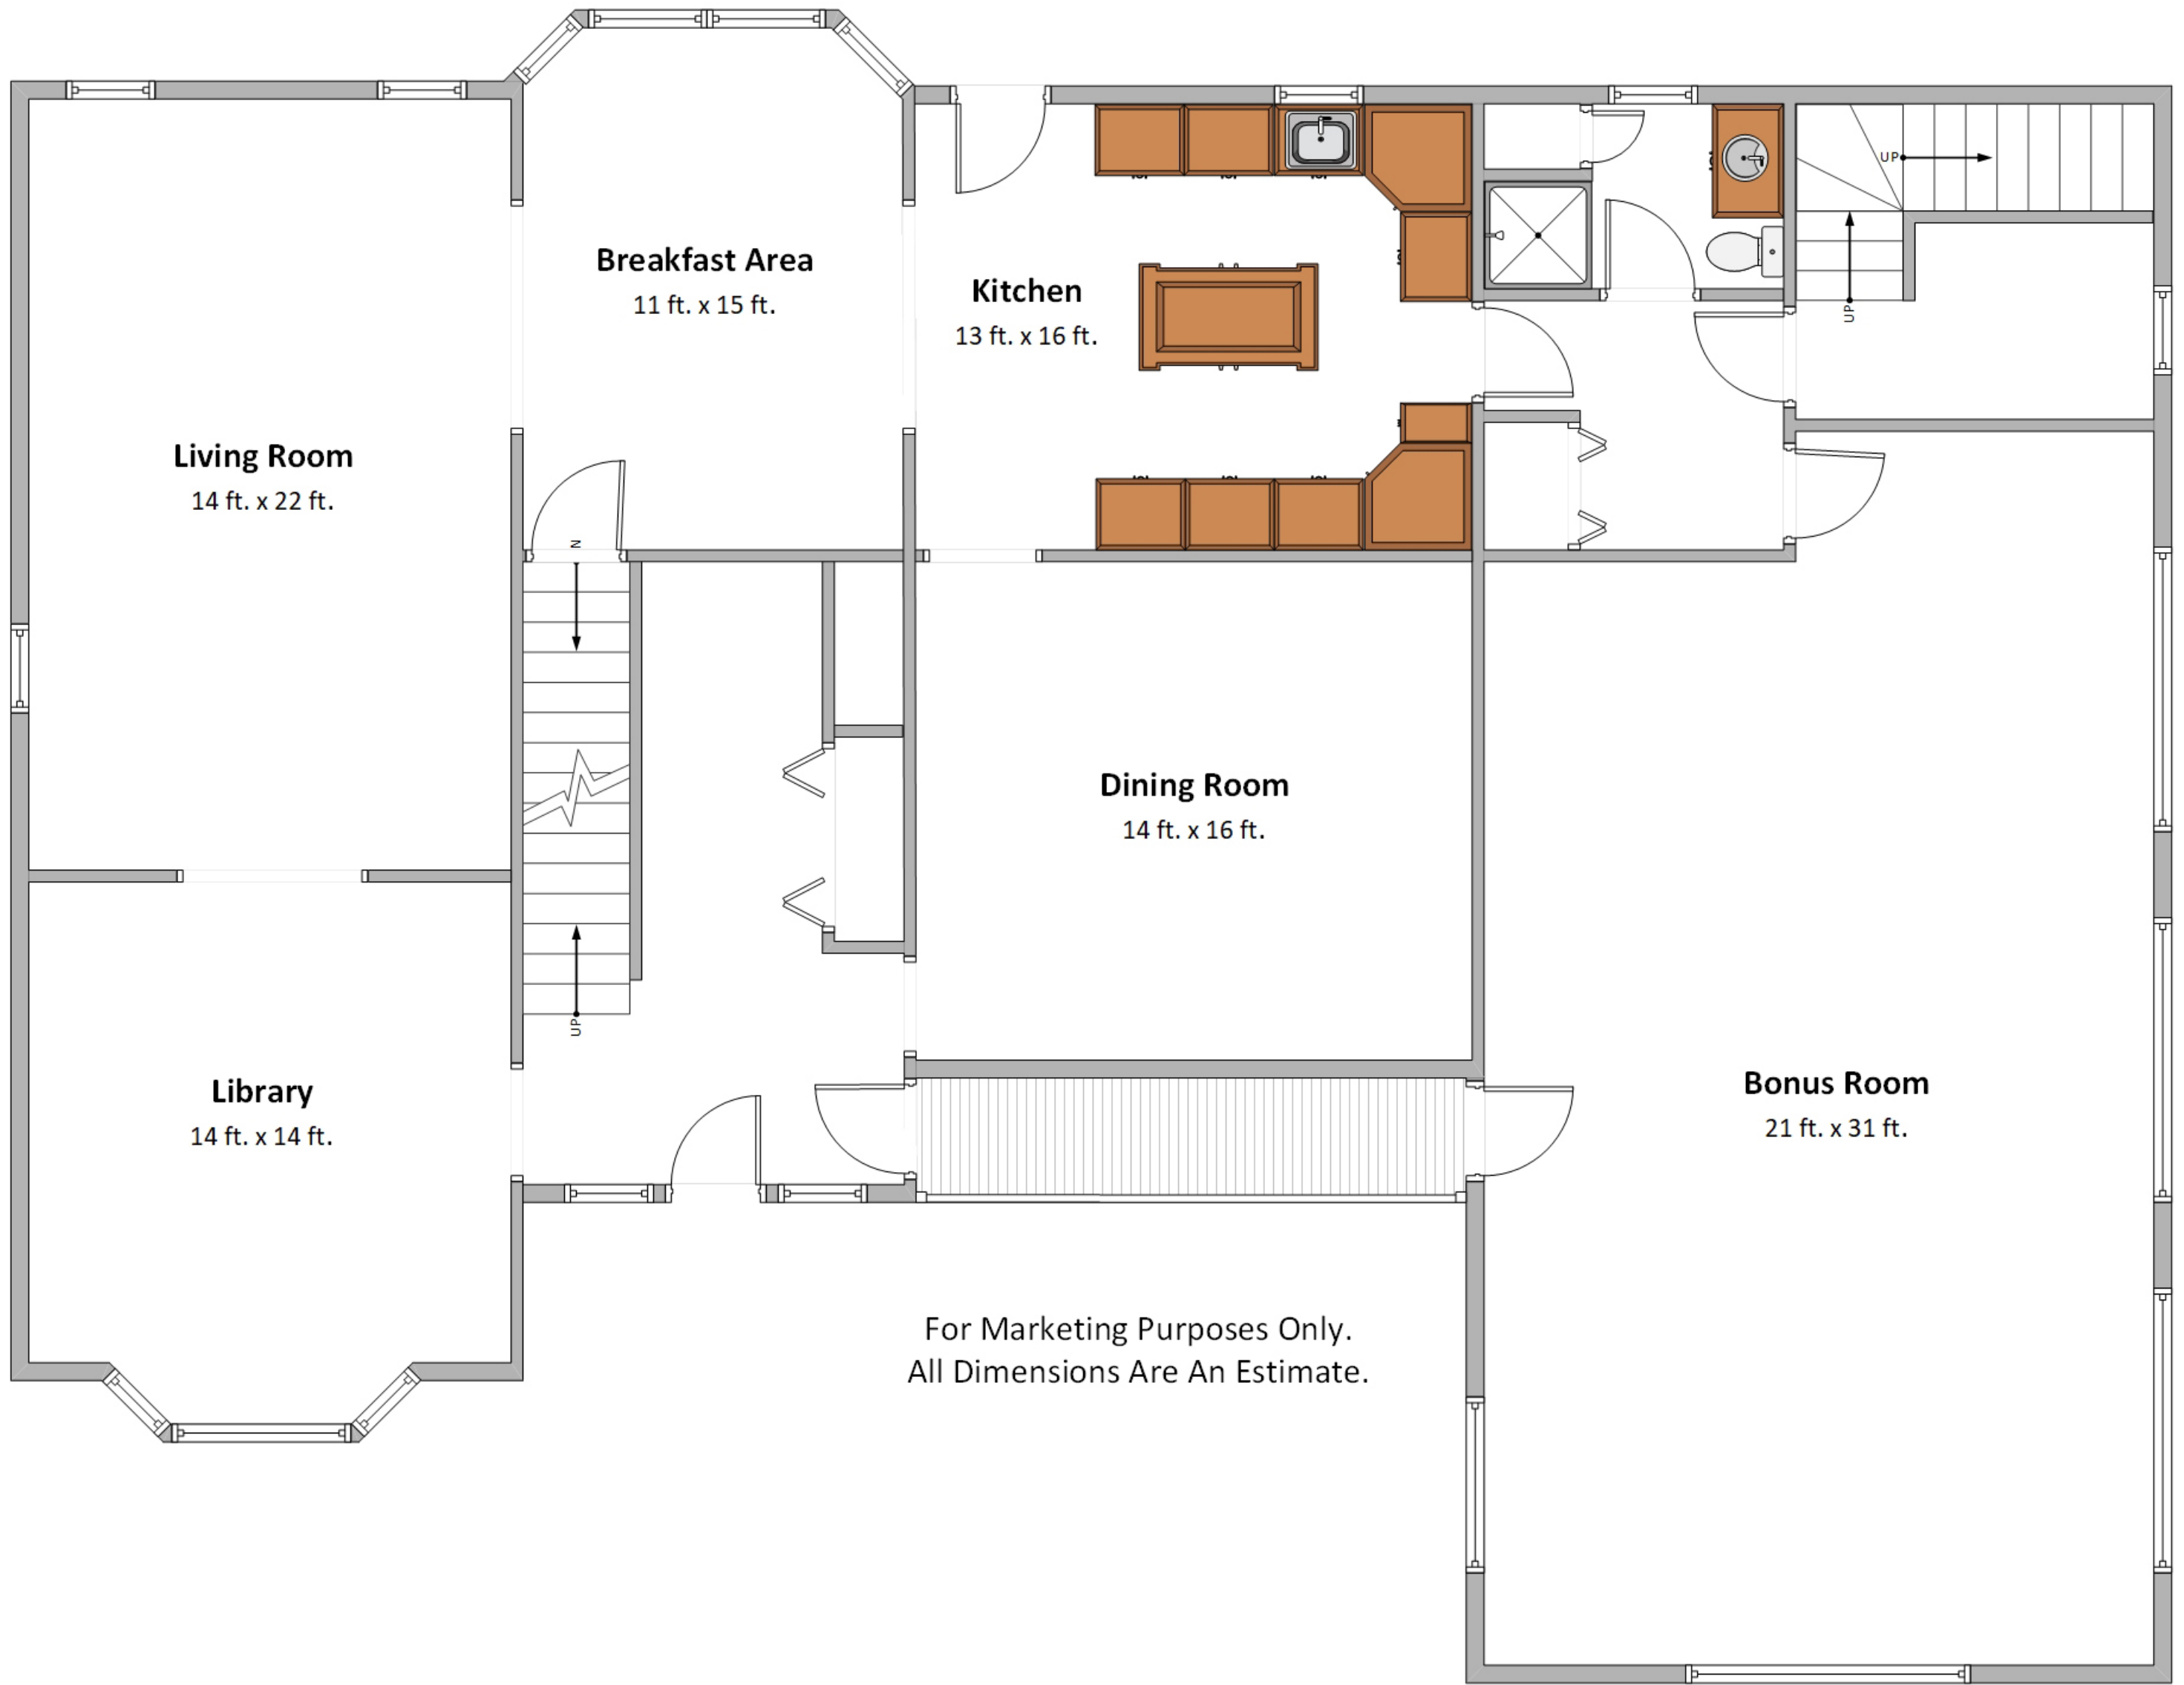 Breakfast Area
11 ft. x 15 ft.
Kitchen
13 ft. x 16 ft.
UP
UP
Living Room
14 ft. x 22 ft.
N
Dining Room
14 ft. x 16 ft.
UP
Library
14 ft. x 14 ft.
Bonus Room
21 ft. x 31 ft.
For Marketing Purposes Only.
All Dimensions Are An Estimate.